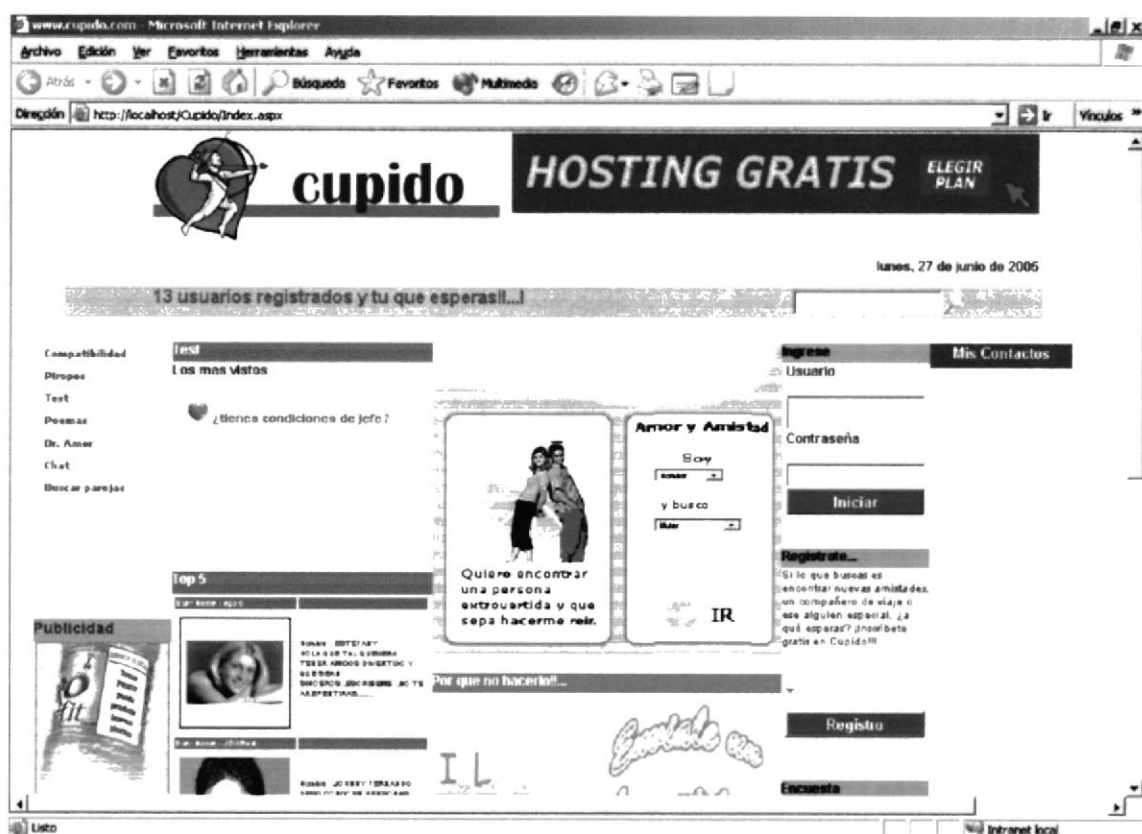 www.cupido.com - Microsoft Internet Explorer
Archivo Edición Ver Favoritos Herramientas Ayuda
Atrás Búsqueda Favoritos Multimedia
Dirección http://localhost/Cupido/Index.aspx Ir Vínculos
cupido
HOSTING GRATIS
ELEGIR
PLAN
lunes, 27 de junio de 2005
13 usuarios registrados y tu que esperas!!...!
Compatibilidad
Piropos
Test
Poemas
Dr. Amor
Chat
Buscar parejas
Publicidad
fit
Test
Los mas vistos
¿tienes condiciones de jefe?
Top 5
Quiero encontrar
una persona
extrovertida y que
sepa hacerme reir.
Amor y Amistad
Soy
y busco
IR
Por que no hacerlo!!...
I L
Ingrese
Usuario
Contraseña
Iniciar
Registrate...
Si lo que buscas es
encontrar nuevas amistades,
un compañero de viaje o
ese alguien especial, ¿a
qué esperas? ¡Inscríbete
gratis en Cupido!!!
Registro
Encuesta
Mis Contactos
Listo
Intranet local